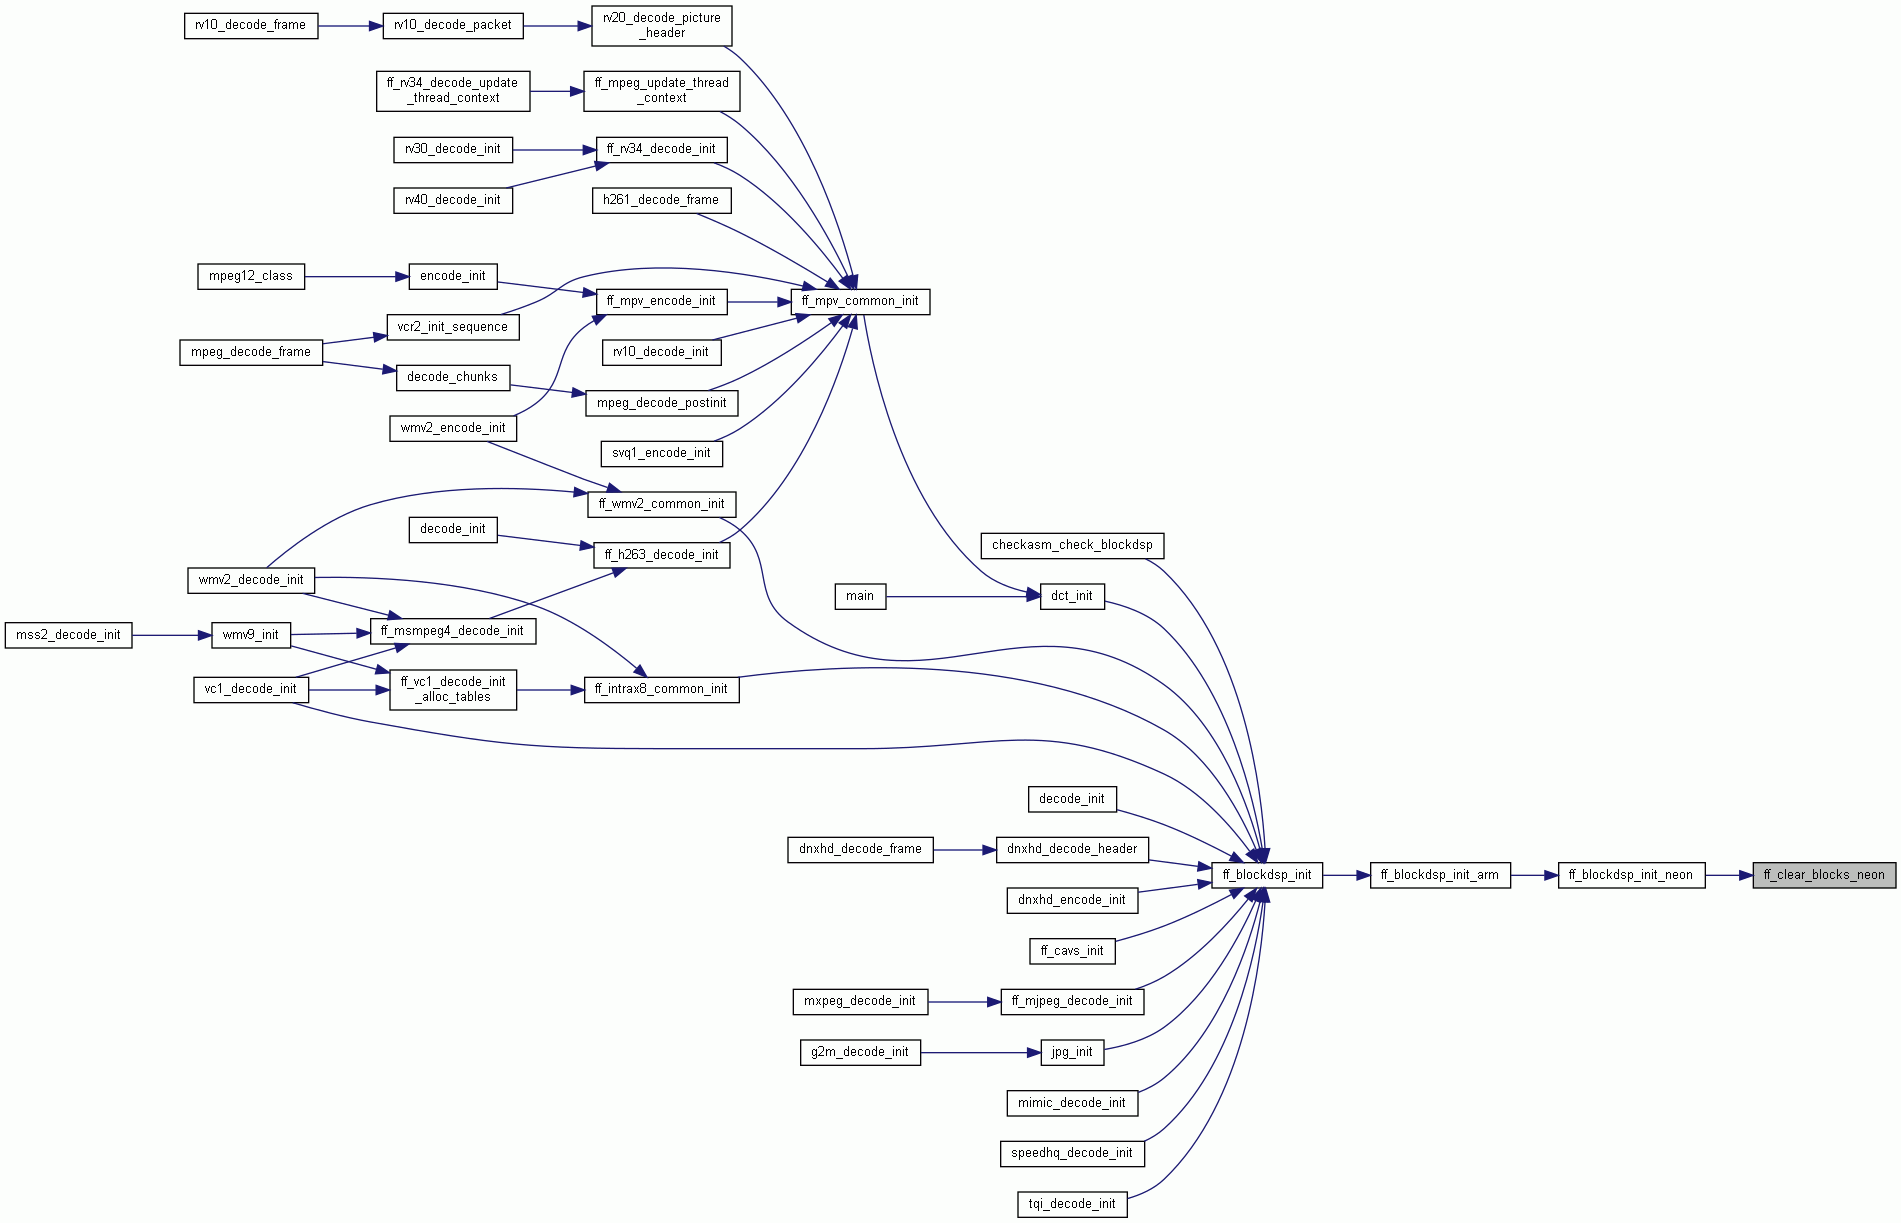 rv10_decode_frame
rv10_decode_packet
rv20_decode_picture
_header
ff_rv34_decode_update
_thread_context
ff_mpeg_update_thread
_context
rv30_decode_init
ff_rv34_decode_init
rv40_decode_init
h261_decode_frame
mpeg12_class
encode_init
ff_mpv_encode_init
ff_mpv_common_init
vcr2_init_sequence
mpeg_decode_frame
rv10_decode_init
decode_chunks
mpeg_decode_postinit
wmv2_encode_init
svq1_encode_init
ff_wmv2_common_init
decode_init
ff_h263_decode_init
checkasm_check_blockdsp
wmv2_decode_init
main
dct_init
mss2_decode_init
wmv9_init
ff_msmpeg4_decode_init
vc1_decode_init
ff_vc1_decode_init
_alloc_tables
ff_intrax8_common_init
decode_init
dnxhd_decode_frame
dnxhd_decode_header
ff_blockdsp_init
ff_blockdsp_init_arm
ff_blockdsp_init_neon
ff_clear_blocks_neon
dnxhd_encode_init
ff_cavs_init
mxpeg_decode_init
ff_mjpeg_decode_init
g2m_decode_init
jpg_init
mimic_decode_init
speedhq_decode_init
tqi_decode_init